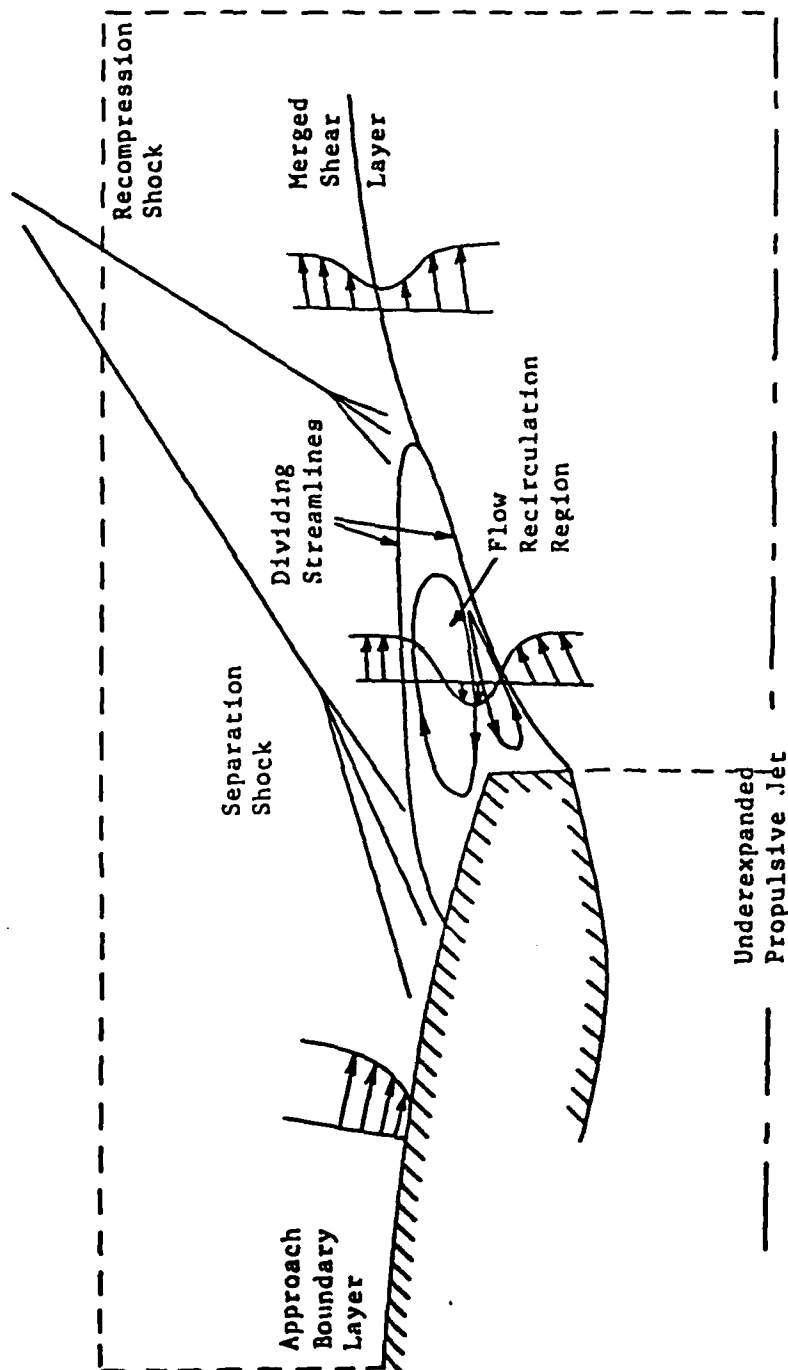 Approach
Boundary
Layer
Separation
Shock
Recompression
Shock
Dividing
Streamlines
Merged
Shear
Layer
Flow
Recirculation
Region
Underexpanded
Propulsive Jet